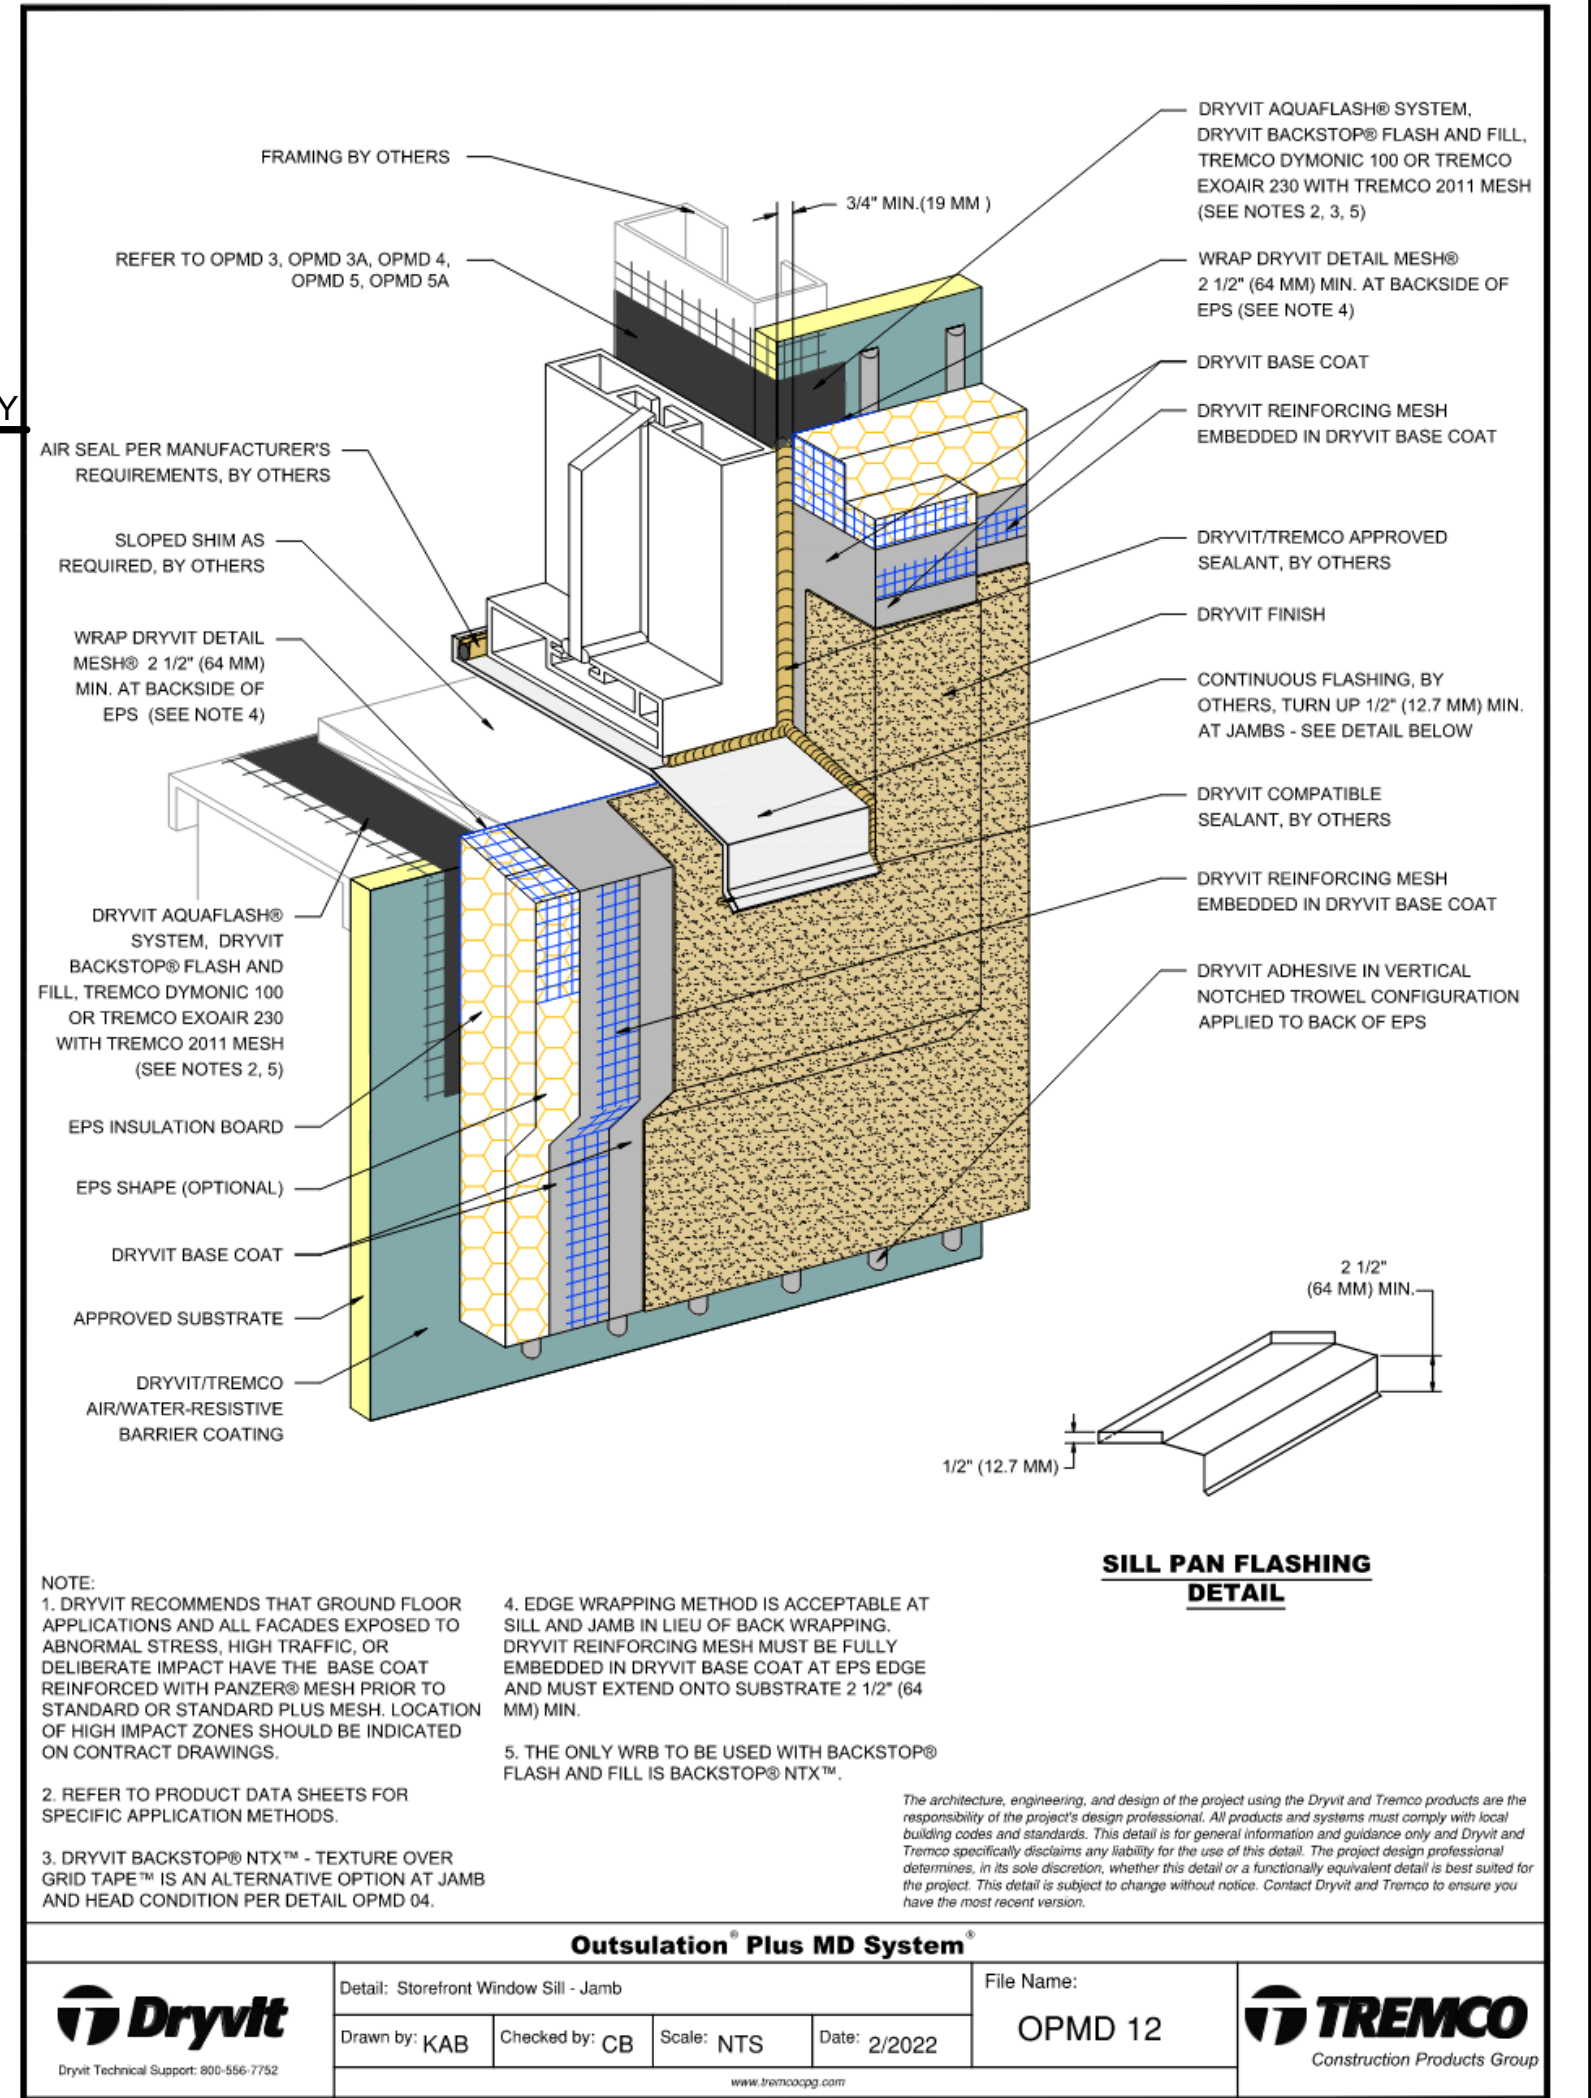 FRAMING BY OTHERS
REFER TO OPMD 3, OPMD 3A, OPMD 4,
OPMD 5, OPMD 5A
Y
AIR SEAL PER MANUFACTURER'S
REQUIREMENTS, BY OTHERS
SLOPED SHIM AS
REQUIRED, BY OTHERS
WRAP DRYVIT DETAIL
MESH® 2 1/2" (64 MM)
MIN. AT BACKSIDE OF
EPS (SEE NOTE 4)
DRYVIT AQUAFLASH®
SYSTEM, DRYVIT
BACKSTOP® FLASH AND
FILL, TREMCO DYMONIC 100
OR TREMCO EXOAIR 230
WITH TREMCO 2011 MESH
(SEE NOTES 2, 5)
EPS INSULATION BOARD
EPS SHAPE (OPTIONAL)
DRYVIT BASE COAT
APPROVED SUBSTRATE
DRYVIT/TREMCO
AIR/WATER-RESISTIVE
BARRIER COATING
3/4" MIN.(19 MM )
DRYVIT AQUAFLASH® SYSTEM,
DRYVIT BACKSTOP® FLASH AND FILL,
TREMCO DYMONIC 100 OR TREMCO
EXOAIR 230 WITH TREMCO 2011 MESH
(SEE NOTES 2, 3, 5)
WRAP DRYVIT DETAIL MESH®
2 1/2" (64 MM) MIN. AT BACKSIDE OF
EPS (SEE NOTE 4)
DRYVIT BASE COAT
DRYVIT REINFORCING MESH
EMBEDDED IN DRYVIT BASE COAT
DRYVIT/TREMCO APPROVED
SEALANT, BY OTHERS
DRYVIT FINISH
CONTINUOUS FLASHING, BY
OTHERS, TURN UP 1/2" (12.7 MM) MIN.
AT JAMBS - SEE DETAIL BELOW
DRYVIT COMPATIBLE
SEALANT, BY OTHERS
DRYVIT REINFORCING MESH
EMBEDDED IN DRYVIT BASE COAT
DRYVIT ADHESIVE IN VERTICAL
NOTCHED TROWEL CONFIGURATION
APPLIED TO BACK OF EPS
2 1/2"
(64 MM) MIN.
1/2" (12.7 MM)
SILL PAN FLASHING
DETAIL
NOTE:
1. DRYVIT RECOMMENDS THAT GROUND FLOOR
APPLICATIONS AND ALL FACADES EXPOSED TO
ABNORMAL STRESS, HIGH TRAFFIC, OR
DELIBERATE IMPACT HAVE THE BASE COAT
REINFORCED WITH PANZER® MESH PRIOR TO
STANDARD OR STANDARD PLUS MESH. LOCATION
OF HIGH IMPACT ZONES SHOULD BE INDICATED
ON CONTRACT DRAWINGS.
2. REFER TO PRODUCT DATA SHEETS FOR
SPECIFIC APPLICATION METHODS.
3. DRYVIT BACKSTOP® NTX™ - TEXTURE OVER
GRID TAPE™ IS AN ALTERNATIVE OPTION AT JAMB
AND HEAD CONDITION PER DETAIL OPMD 04.
4. EDGE WRAPPING METHOD IS ACCEPTABLE AT
SILL AND JAMB IN LIEU OF BACK WRAPPING.
DRYVIT REINFORCING MESH MUST BE FULLY
EMBEDDED IN DRYVIT BASE COAT AT EPS EDGE
AND MUST EXTEND ONTO SUBSTRATE 2 1/2" (64
MM) MIN.
5. THE ONLY WRB TO BE USED WITH BACKSTOP®
FLASH AND FILL IS BACKSTOP® NTX™.
The architecture, engineering, and design of the project using the Dryvit and Tremco products are the
responsibility of the project's design professional. All products and systems must comply with local
building codes and standards. This detail is for general information and guidance only and Dryvit and
Tremco specifically disclaims any liability for the use of this detail. The project design professional
determines, in its sole discretion, whether this detail or a functionally equivalent detail is best suited for
the project. This detail is subject to change without notice. Contact Dryvit and Tremco to ensure you
have the most recent version.
Outsulation® Plus MD System®
Dryvit
Dryvit Technical Support: 800-556-7752
Detail: Storefront Window Sill - Jamb
Drawn by: KAB
Checked by: CB
Scale: NTS
Date: 2/2022
www.tremcocpg.com
File Name:
OPMD 12
TREMCO
Construction Products Group